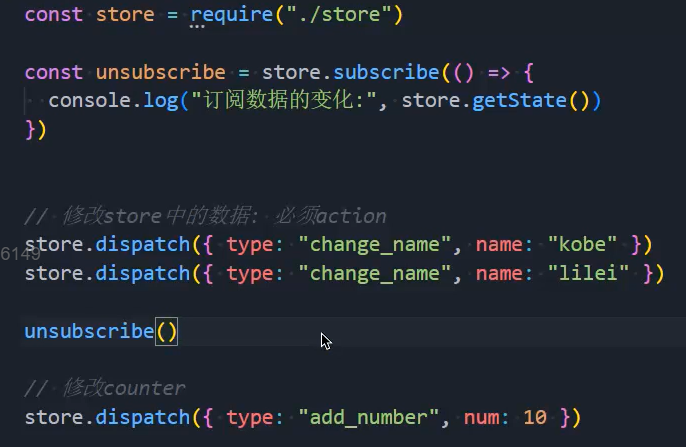 const store = require("./store")
const unsubscribe = store.subscribe(() => {
console.log("订阅数据的变化:", store.getState())
})
// 修改store中的数据: 必须action
store.dispatch({ type: "change_name", name: "kobe" })
6149
store.dispatch({ type: "change_name", name: "lilei" })
unsubscribe()
// 修改counter
store.dispatch({ type: "add_number", num: 10 })